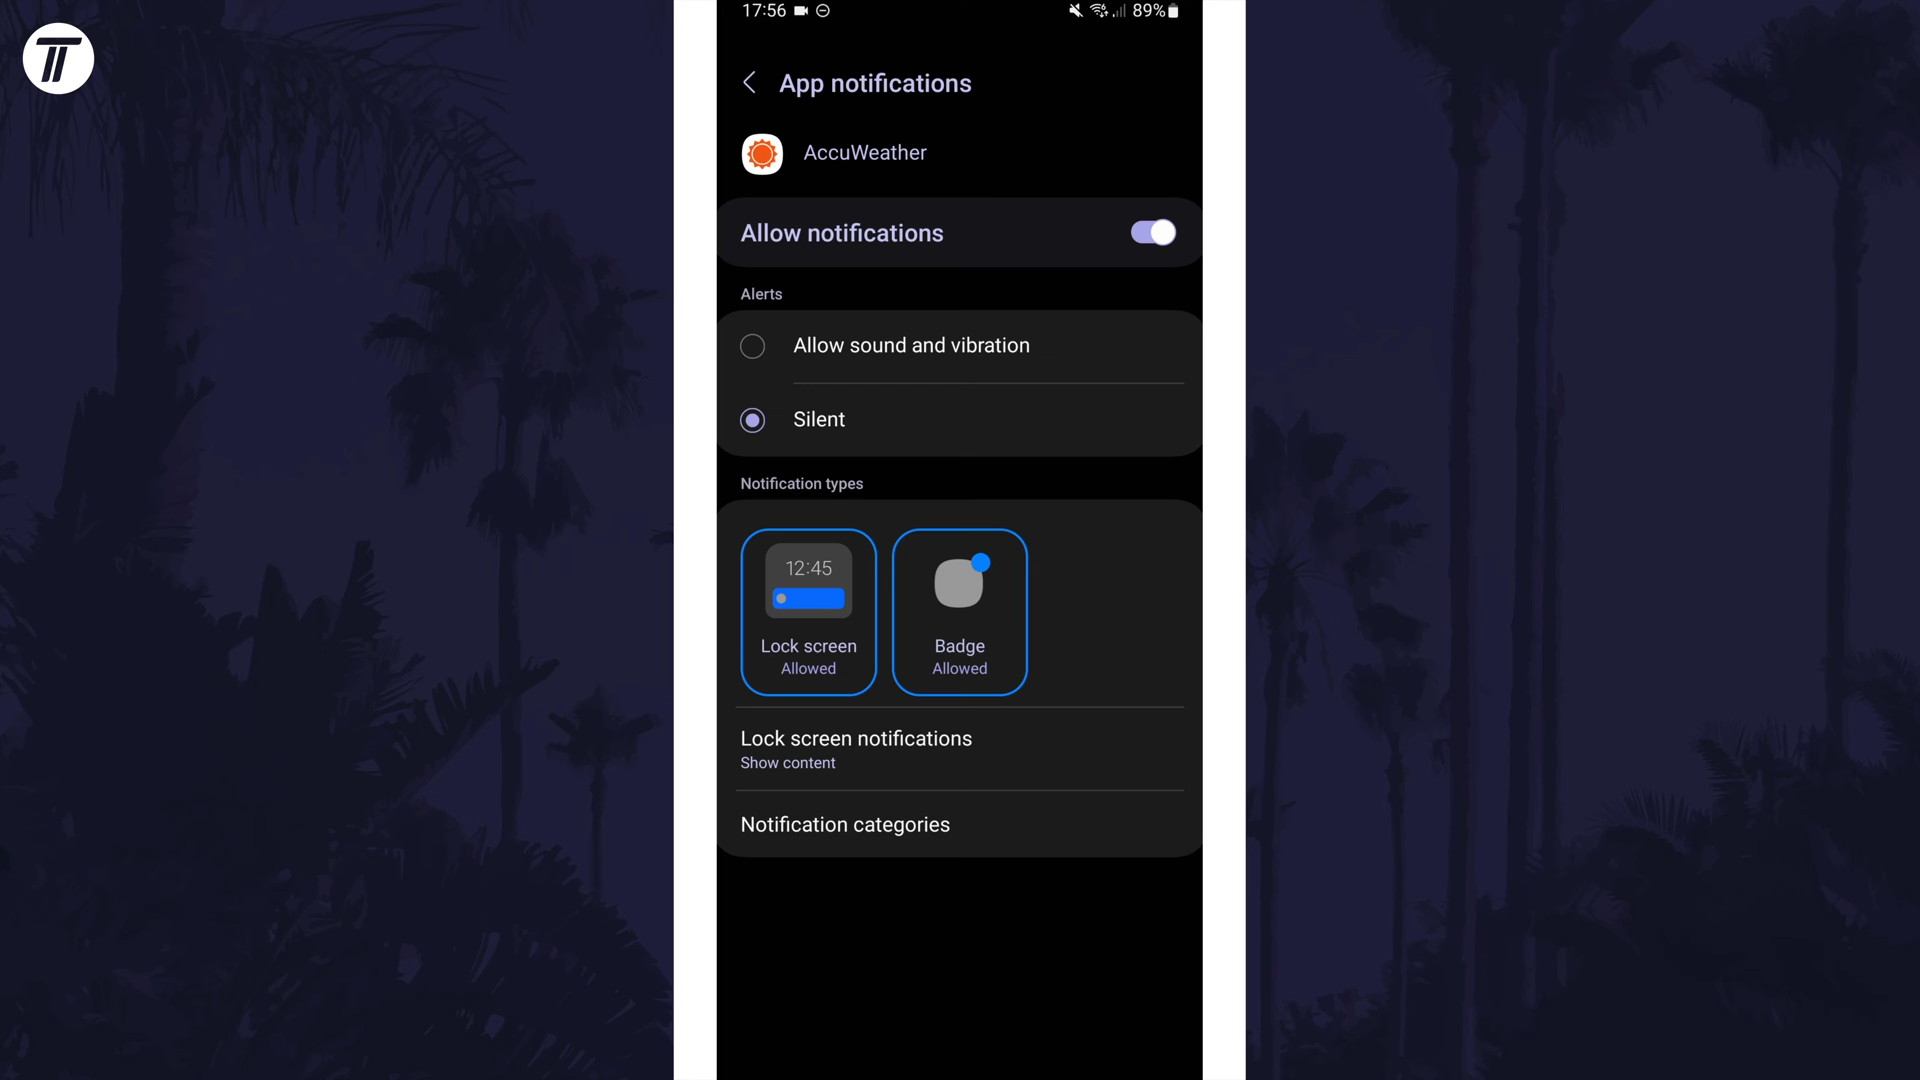 17:56 89%
App notifications
AccuWeather
Allow notifications
Alerts
Allow sound and vibration
Silent
Notification types
12:45
Lock screen
Allowed
Badge
Allowed
Lock screen notifications
Show content
Notification categories